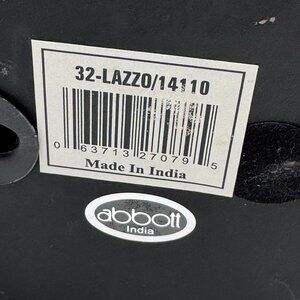 32-LAZZO/14110
0 63713 27079 5
Made In India
abbott
India